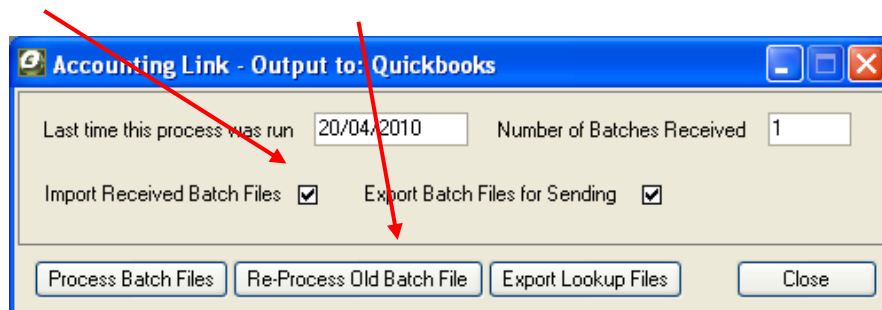 Accounting Link - Output to: Quickbooks
Last time this process was run 20/04/2010 Number of Batches Received 1
Import Received Batch Files Export Batch Files for Sending
Process Batch Files Re-Process Old Batch File Export Lookup Files Close